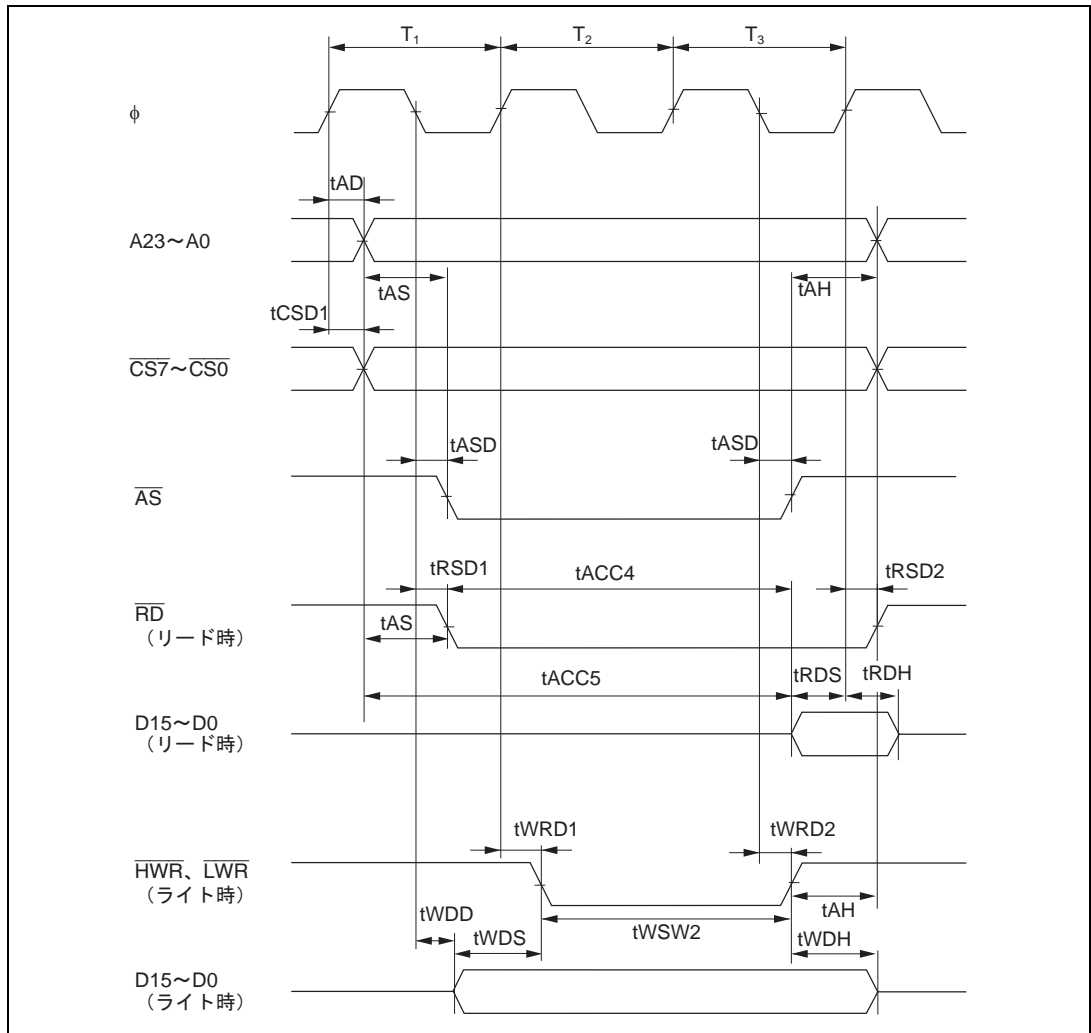 T₁ T₂ T₃
φ
tAD
A23～A0
tAS tAH
tCSD1
CS7～CS0
tASD tASD
AS
tRSD1 tACC4 tRSD2
RD
（リード時）
tAS
tACC5 tRDS tRDH
D15～D0
（リード時）
tWRD1 tWRD2
HWR、LWR
（ライト時）
tAH
tWDD tWDS tWSW2 tWDH
D15～D0
（ライト時）